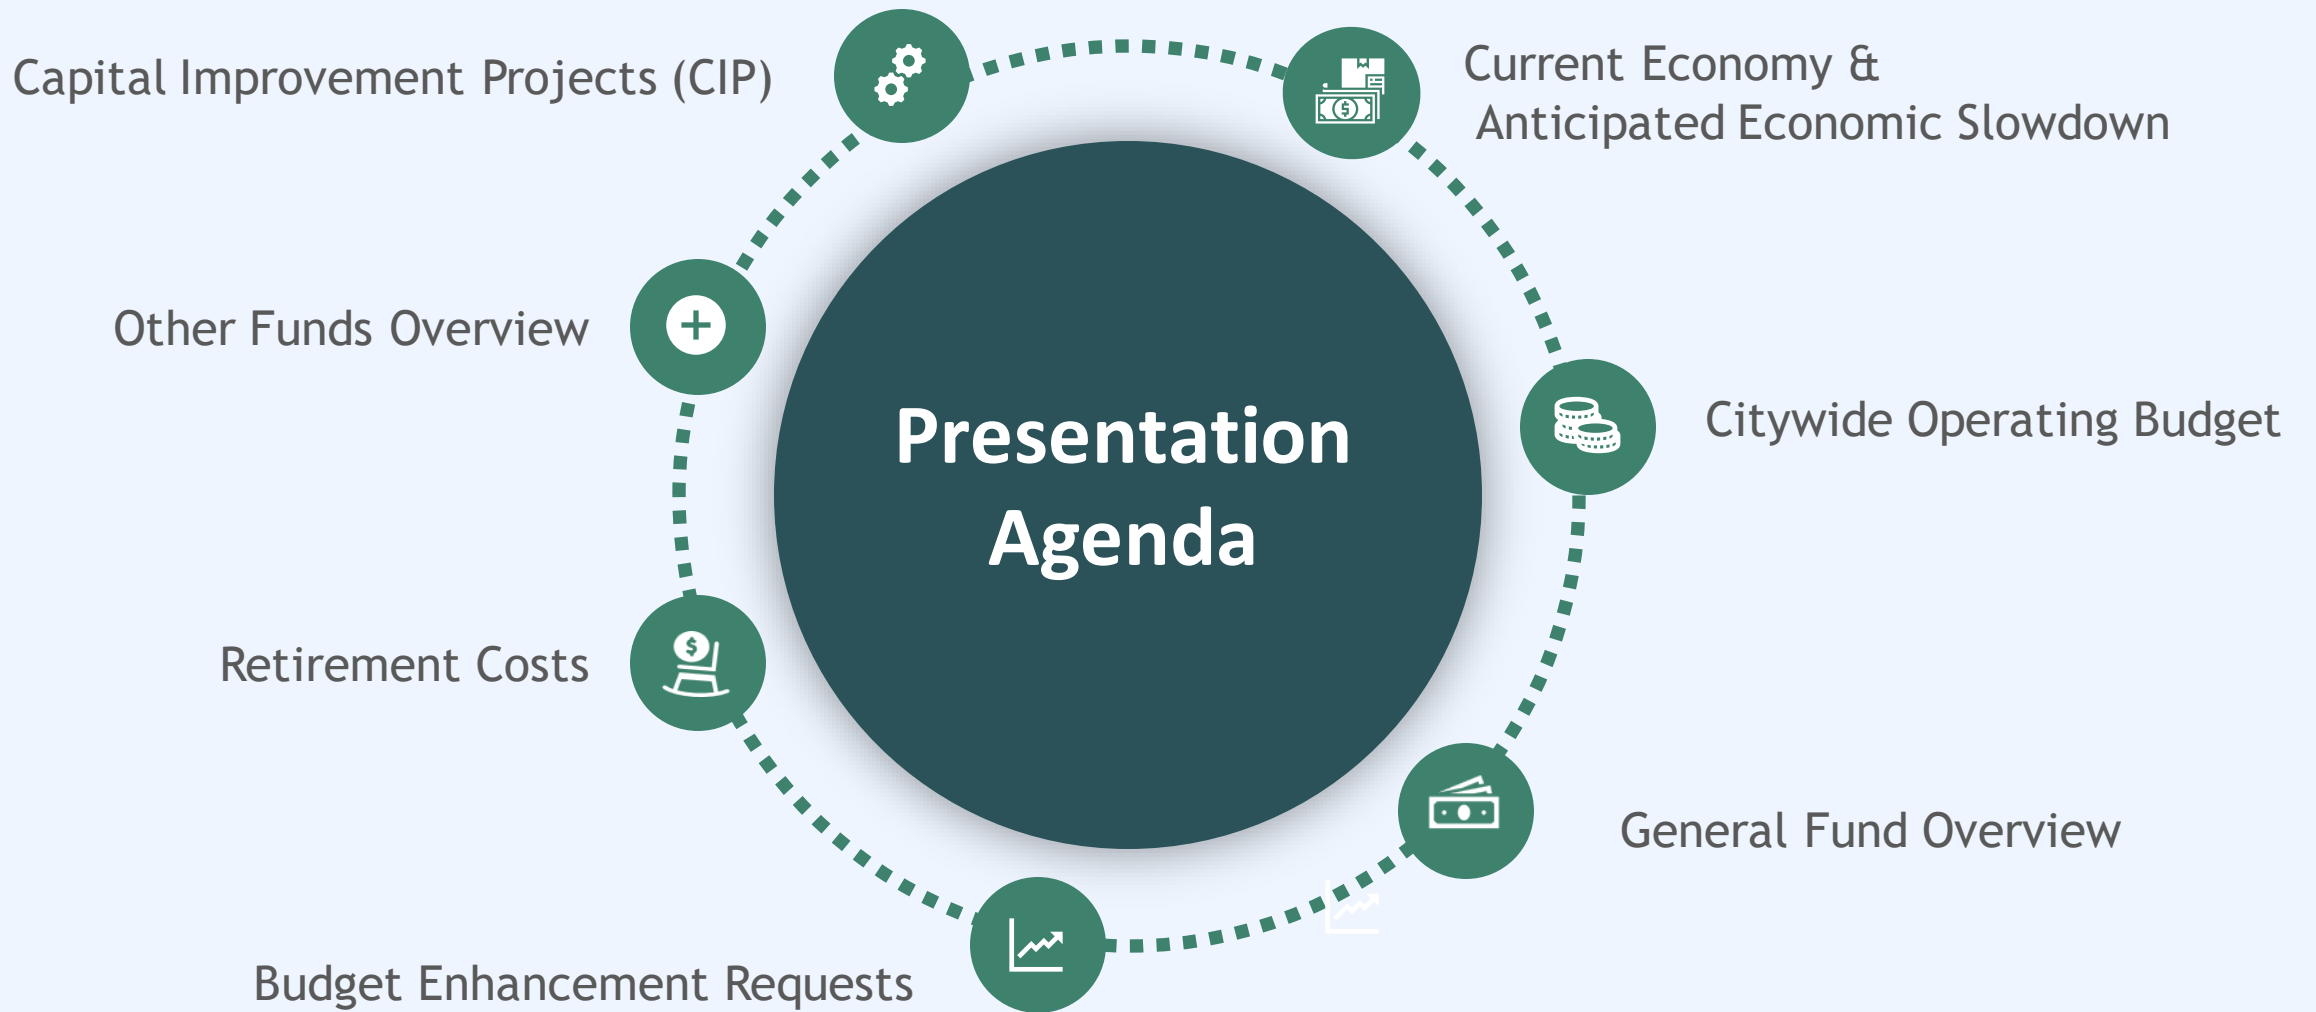 Presentation
Agenda
Current Economy &
Anticipated Economic Slowdown
Citywide Operating Budget
General Fund Overview
Budget Enhancement Requests
Retirement Costs
Other Funds Overview
Capital Improvement Projects (CIP)